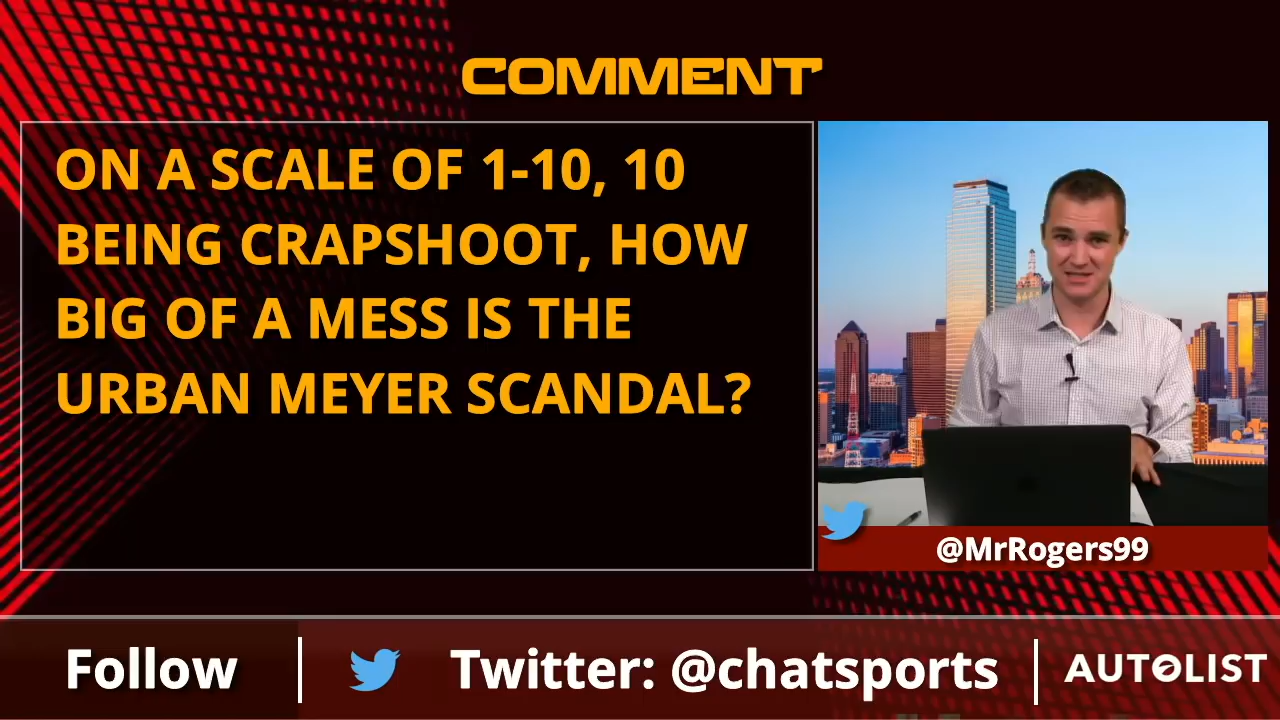 COMMENT
ON A SCALE OF 1-10, 10
BEING CRAPSHOOT, HOW
BIG OF A MESS IS THE
URBAN MEYER SCANDAL?
@MrRogers99
Follow
Twitter: @chatsports
AUTOLIST